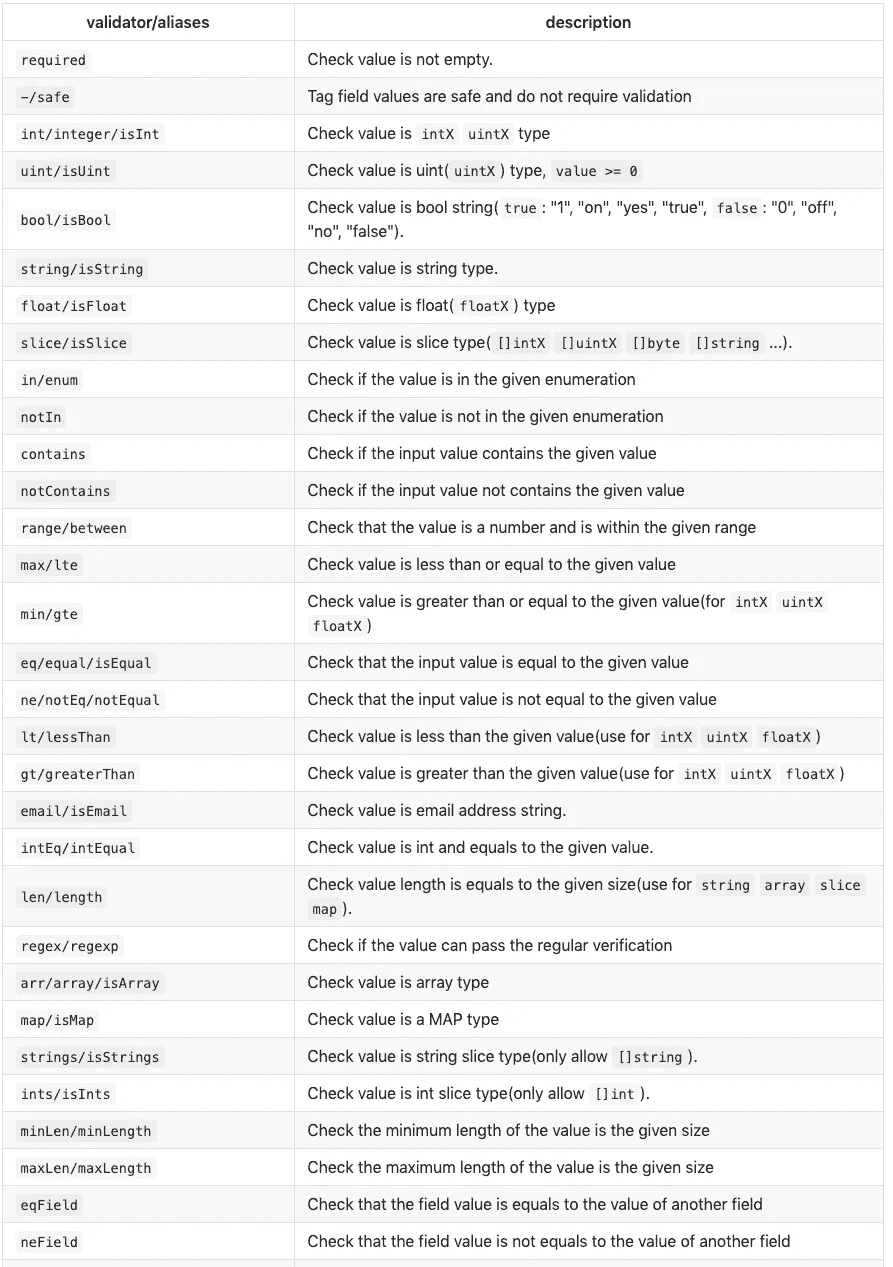 validator/aliases description
required Check value is not empty.
-/safe Tag field values are safe and do not require validation
int/integer/isInt Check value is intX uintX type
uint/isUint Check value is uint( uintX ) type, value >= 0
bool/isBool Check value is bool string( true : "1", "on", "yes", "true", false : "0", "off",
"no", "false").
string/isString Check value is string type.
float/isFloat Check value is float( floatX ) type
slice/isSlice Check value is slice type( []intX []uintX []byte []string ...).
in/enum Check if the value is in the given enumeration
notIn Check if the value is not in the given enumeration
contains Check if the input value contains the given value
notContains Check if the input value not contains the given value
range/between Check that the value is a number and is within the given range
max/lte Check value is less than or equal to the given value
min/gte Check value is greater than or equal to the given value(for intX uintX
floatX )
eq/equal/isEqual Check that the input value is equal to the given value
ne/notEq/notEqual Check that the input value is not equal to the given value
lt/lessThan Check value is less than the given value(use for intX uintX floatX )
gt/greaterThan Check value is greater than the given value(use for intX uintX floatX )
email/isEmail Check value is email address string.
intEq/intEqual Check value is int and equals to the given value.
len/length Check value length is equals to the given size(use for string array slice
map ).
regex/regexp Check if the value can pass the regular verification
arr/array/isArray Check value is array type
map/isMap Check value is a MAP type
strings/isStrings Check value is string slice type(only allow []string ).
ints/isInts Check value is int slice type(only allow []int ).
minLen/minLength Check the minimum length of the value is the given size
maxLen/maxLength Check the maximum length of the value is the given size
eqField Check that the field value is equals to the value of another field
neField Check that the field value is not equals to the value of another field